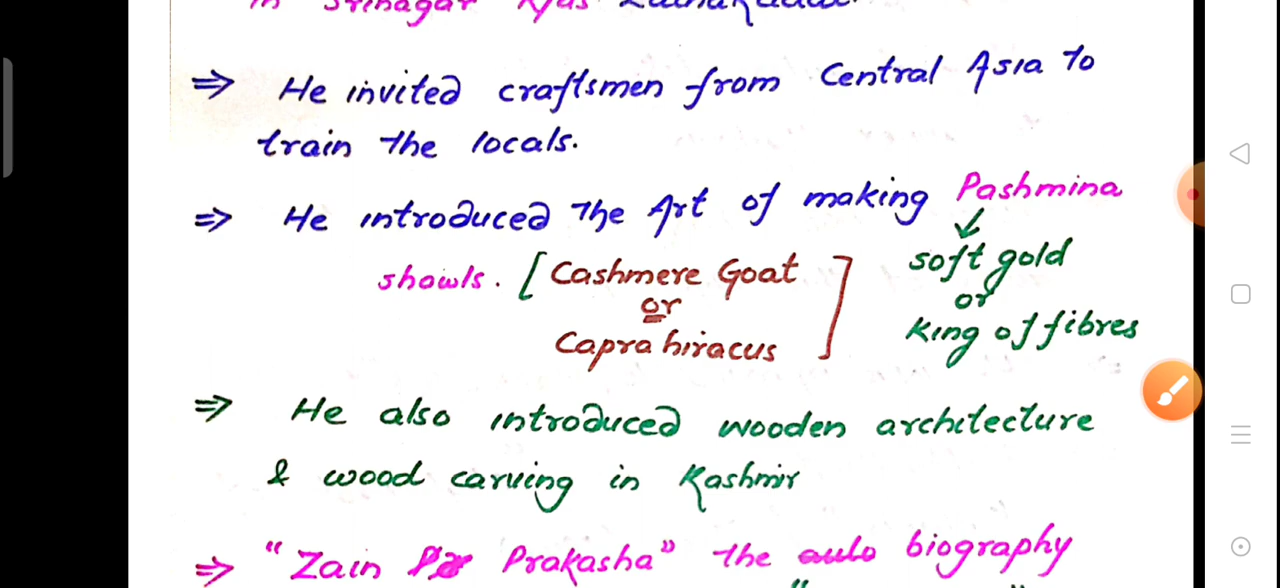 in Srinagar
⇒ He invited craftsmen from Central Asia to
train the locals.
⇒ He introduced the Art of making Pashmina
showls. [Cashmere Goat
or
Capra hiracus]
soft gold
or
King of fibres
⇒ He also introduced wooden architecture
& wood carving in Kashmir
⇒ "Zain Prakasha" the auto biography